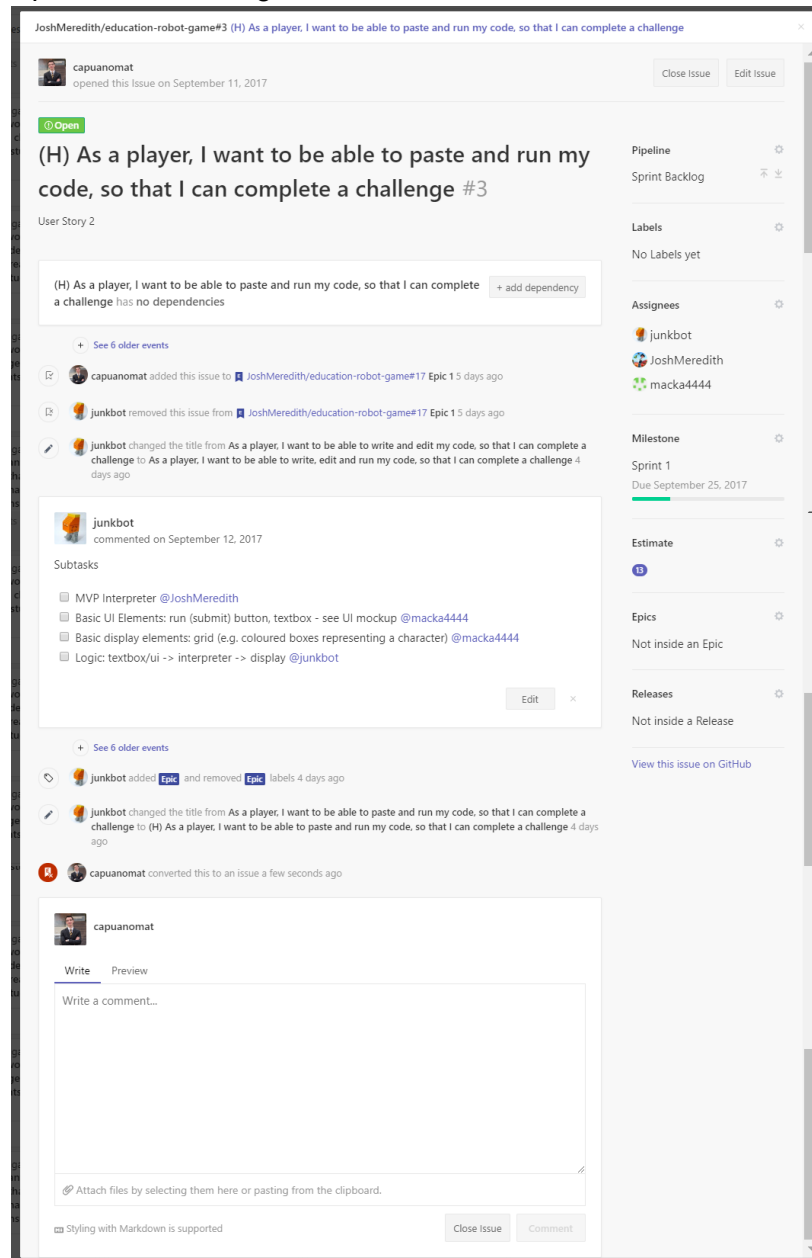 JoshMeredith/education-robot-game#3 (H) As a player, I want to be able to paste and run my code, so that I can complete a challenge
capuanomat
opened this Issue on September 11, 2017
Close Issue
Edit Issue
Open
(H) As a player, I want to be able to paste and run my
code, so that I can complete a challenge #3
User Story 2
(H) As a player, I want to be able to paste and run my code, so that I can complete
a challenge has no dependencies
+ add dependency
+ See 6 older events
capuanomat added this issue to JoshMeredith/education-robot-game#17 Epic 1 5 days ago
junkbot removed this issue from JoshMeredith/education-robot-game#17 Epic 1 5 days ago
junkbot changed the title from As a player, I want to be able to write and edit my code, so that I can complete a
challenge to As a player, I want to be able to write, edit and run my code, so that I can complete a challenge 4
days ago
junkbot
commented on September 12, 2017
Subtasks
MVP Interpreter @JoshMeredith
Basic UI Elements: run (submit) button, textbox - see UI mockup @macka4444
Basic display elements: grid (e.g. coloured boxes representing a character) @macka4444
Logic: textbox/ui -> interpreter -> display @junkbot
Edit
+ See 6 older events
junkbot added Epic and removed Epic labels 4 days ago
junkbot changed the title from As a player, I want to be able to paste and run my code, so that I can complete a
challenge to (H) As a player, I want to be able to paste and run my code, so that I can complete a challenge 4 days
ago
capuanomat converted this to an issue a few seconds ago
capuanomat
Write Preview
Write a comment...
Attach files by selecting them here or pasting from the clipboard.
Styling with Markdown is supported
Close Issue
Comment
Pipeline
Sprint Backlog
Labels
No Labels yet
Assignees
junkbot
JoshMeredith
macka4444
Milestone
Sprint 1
Due September 25, 2017
Estimate
13
Epics
Not inside an Epic
Releases
Not inside a Release
View this issue on GitHub